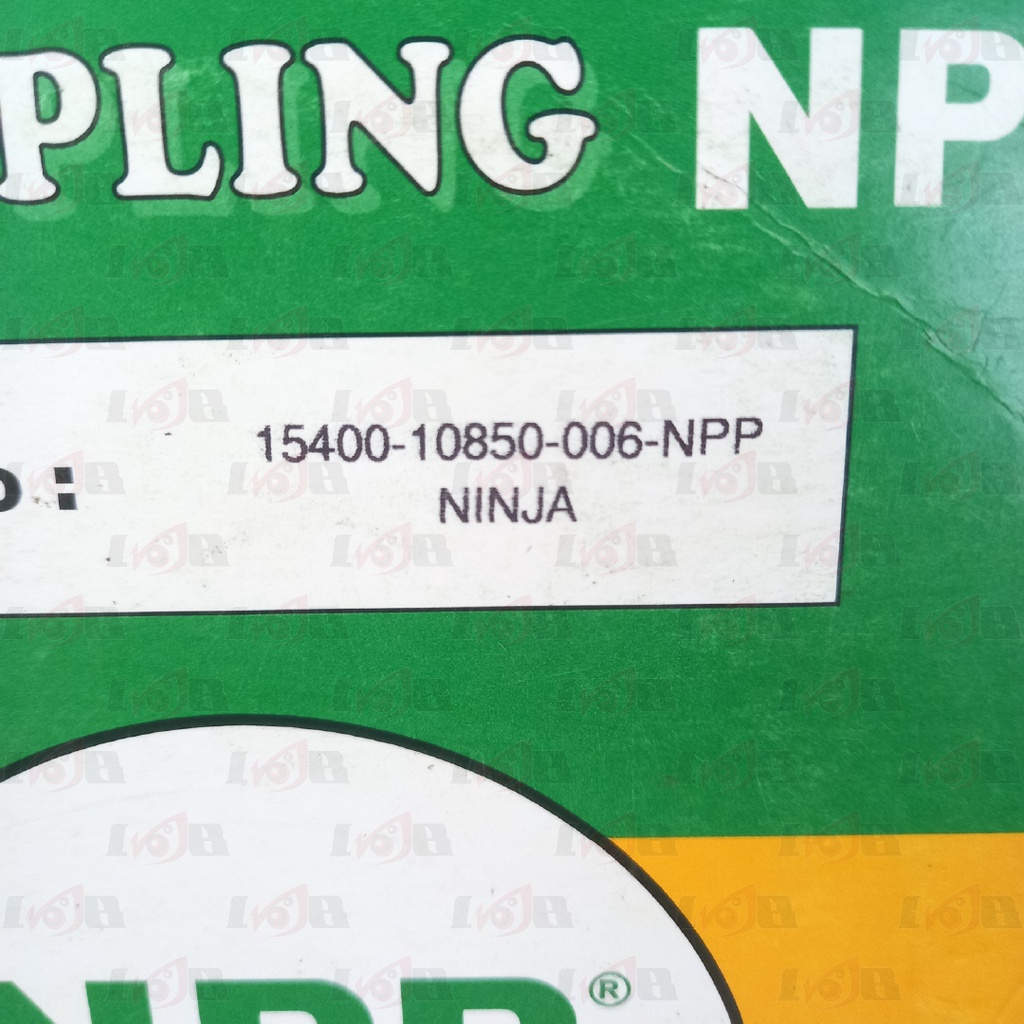 PLING NP
15400-10850-006-NPP
o :
NINJA
NPP®